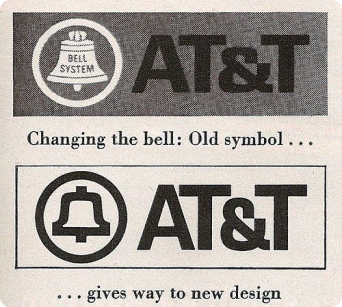 BELL
SYSTEM
AT&T
Changing the bell: Old symbol . . .
AT&T
. . . gives way to new design